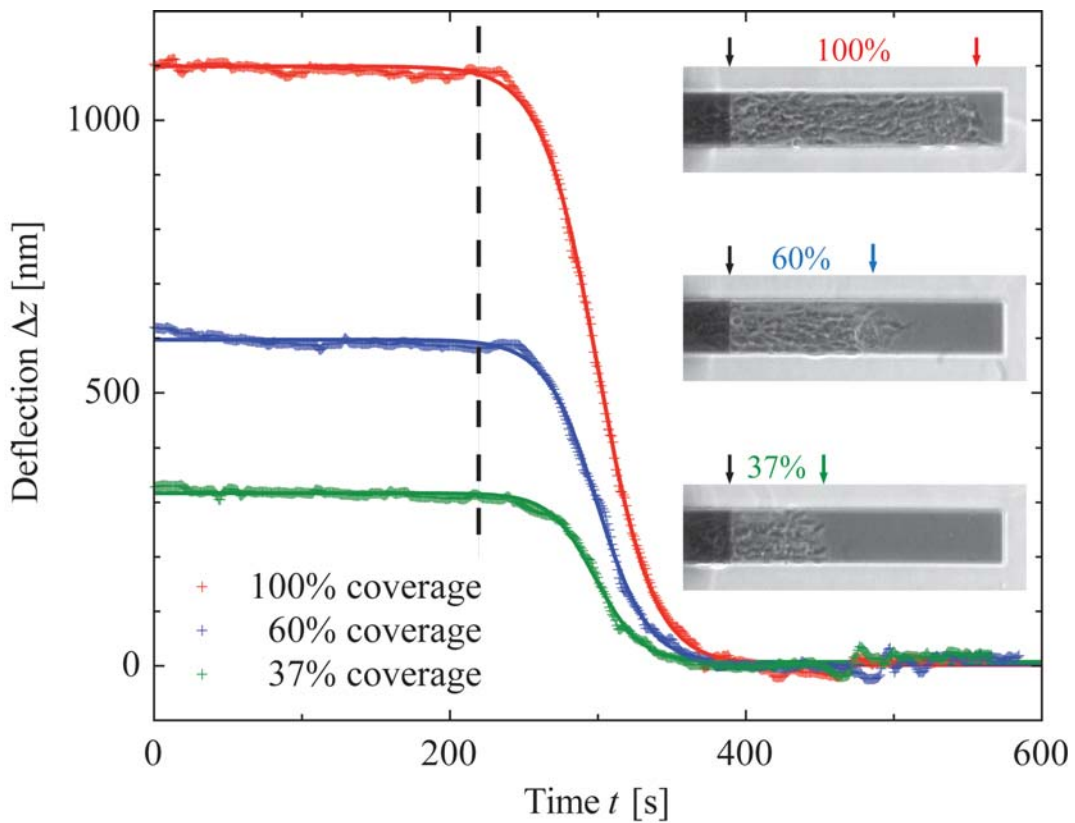 100%
60%
37%
1000
500
0
Deflection Δz [nm]
100% coverage
60% coverage
37% coverage
0
200
400
600
Time t [s]